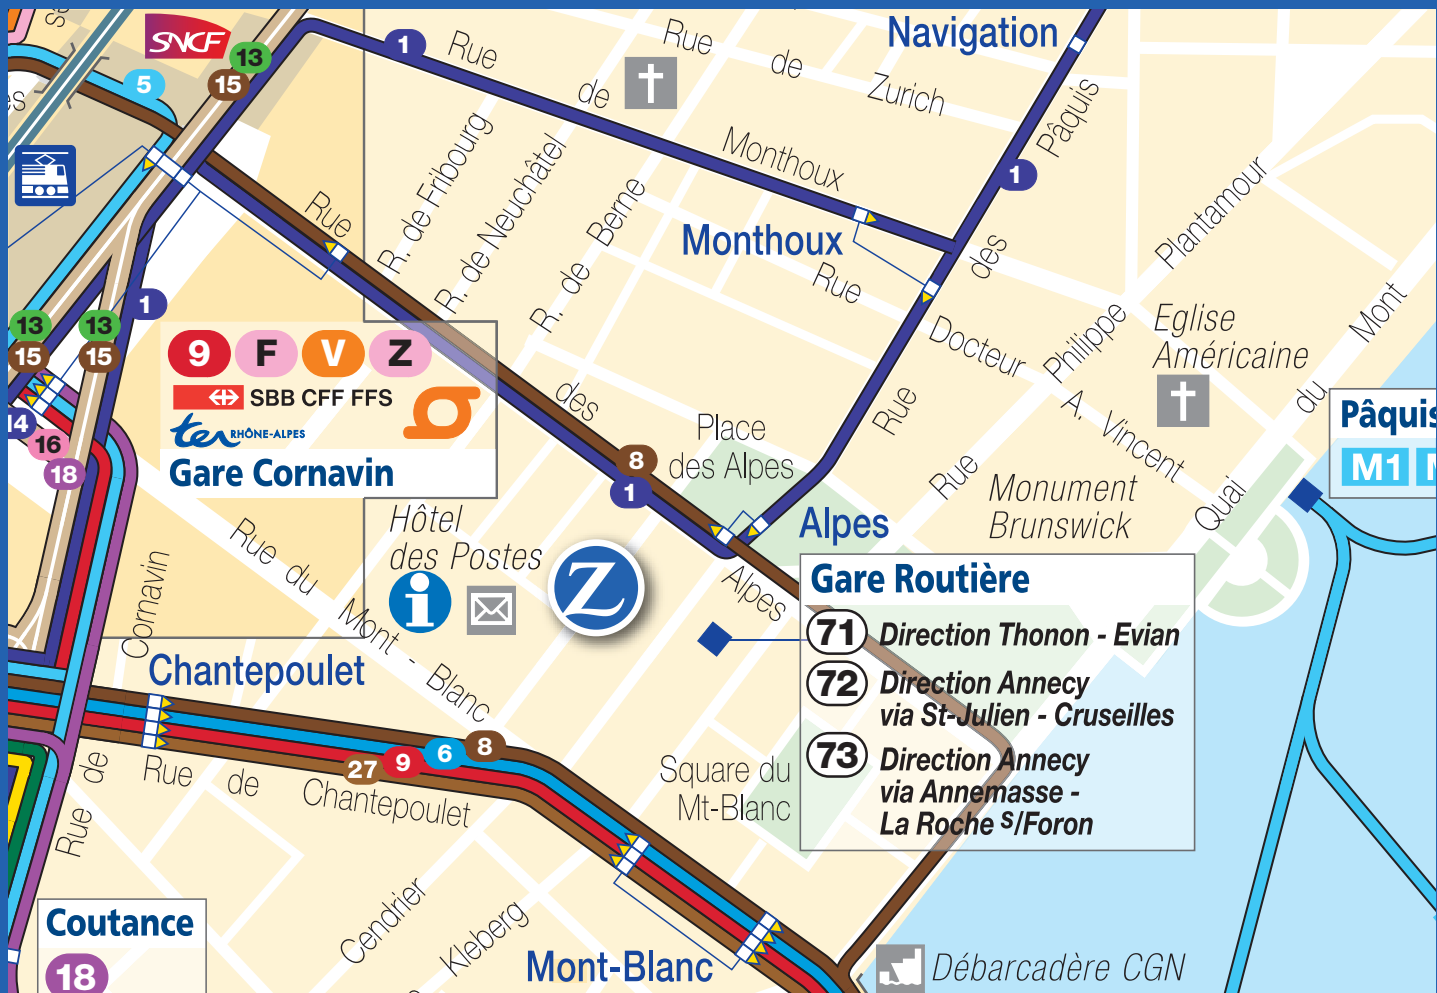 SNCF
13
15
5
1
Rue
de
Monthoux
Rue
de
Zurich
Navigation
Pâquis
1
des
Rue
R. de Fribourg
R. de Neuchâtel
R. de Berne
Rue
des
Alpes
Monthoux
Rue
Docteur
A. Vincent
Rue
Philippe
Plantamour
Eglise
Américaine
Quai
du
Mont
Pâquis
M1
1
13
15
13
15
14
16
18
9 F V Z
SBB CFF FFS
ter RHÔNE-ALPES
Gare Cornavin
8
1
Place
des Alpes
Alpes
Monument
Brunswick
Hôtel
des Postes
i
Z
Gare Routière
71 Direction Thonon - Evian
72 Direction Annecy
via St-Julien - Cruseilles
73 Direction Annecy
via Annemasse -
La Roche S/Foron
Rue du Mont - Blanc
Rue de Cornavin
Chantepoulet
Rue de Chantepoulet
27
9
6
8
Square du
Mt-Blanc
Cendrier
Kleberg
Coutance
18
Mont-Blanc
Débarcadère CGN